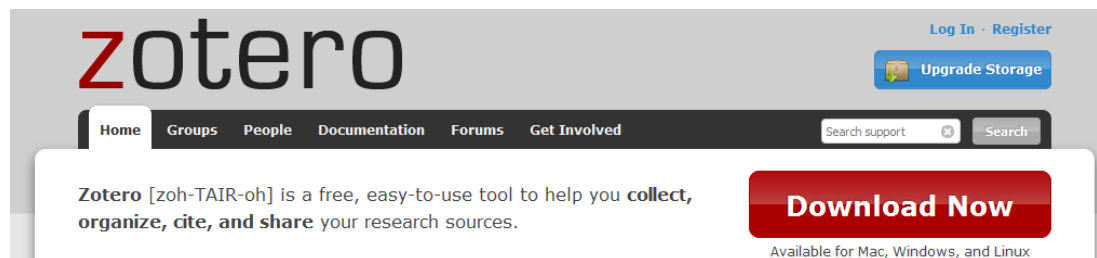 zotero
Log In · Register
Upgrade Storage
Home Groups People Documentation Forums Get Involved
Search support
Search
Zotero [zoh-TAIR-oh] is a free, easy-to-use tool to help you collect,
organize, cite, and share your research sources.
Download Now
Available for Mac, Windows, and Linux